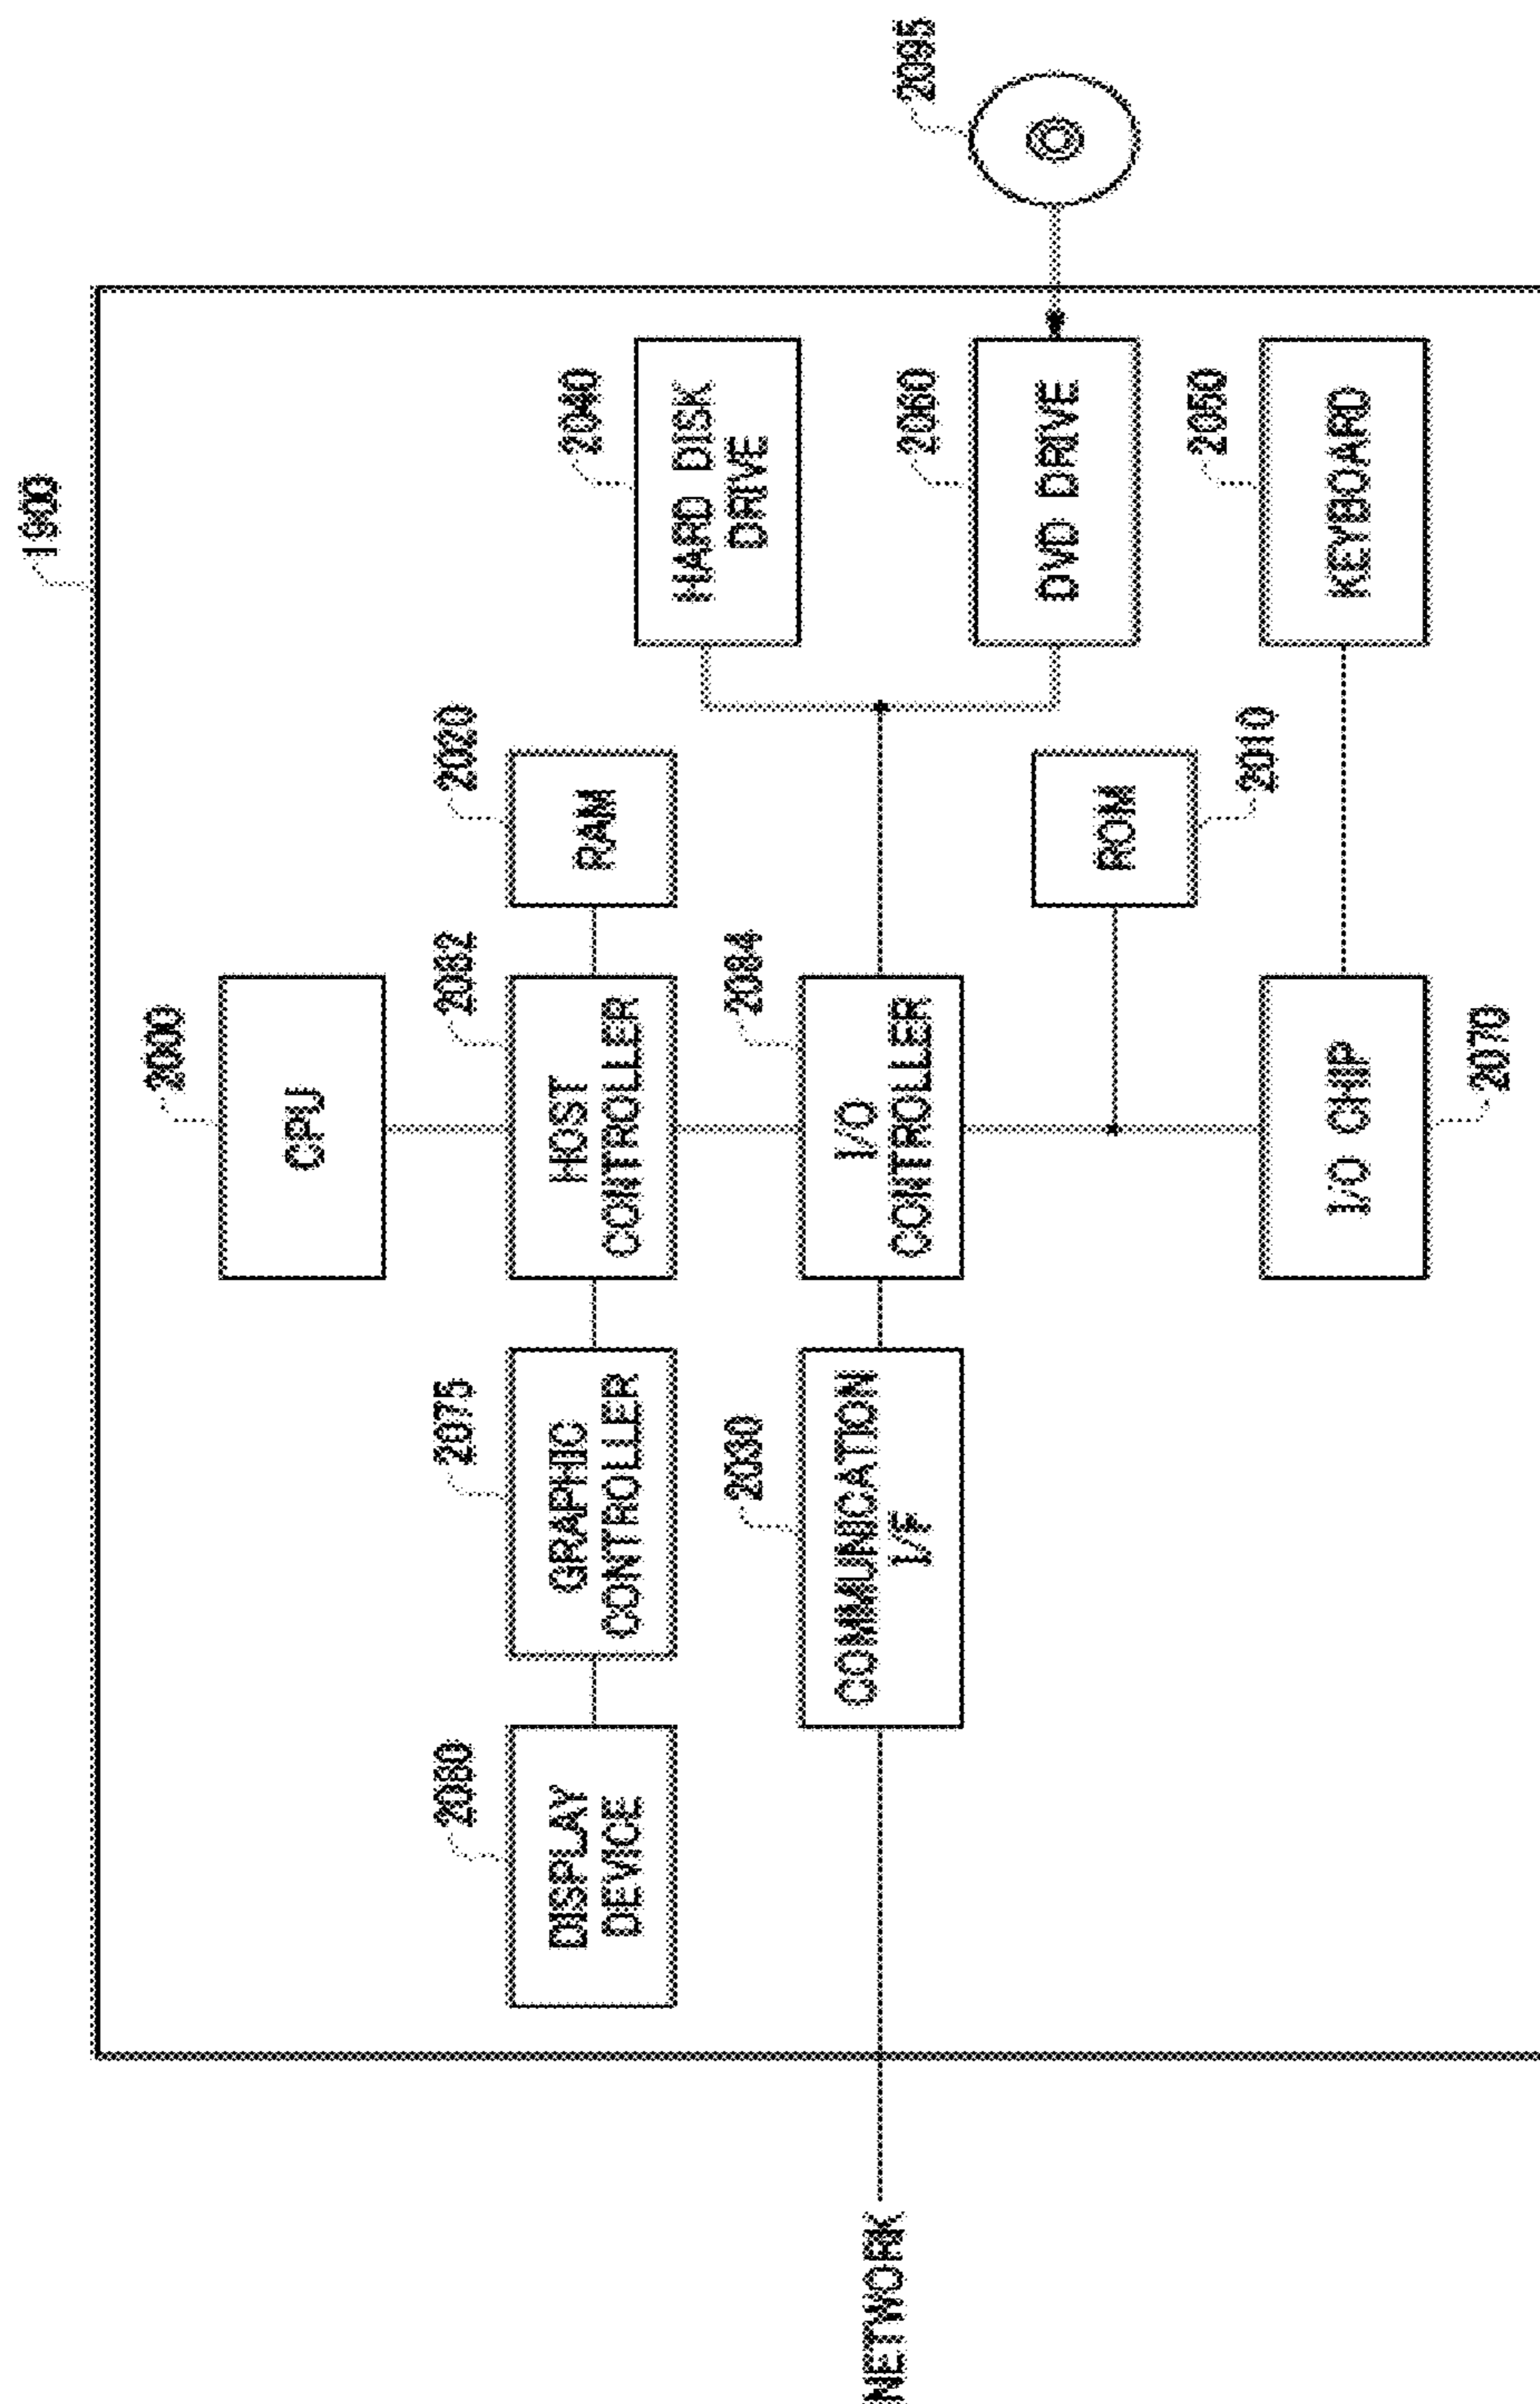 1900
2000
CPU
2080
DISPLAY
DEVICE
2075
GRAPHIC
CONTROLLER
2082
HOST
CONTROLLER
2020
RAM
2040
HARD DISK
DRIVE
NETWORK
2030
COMMUNICATION
I/F
2084
I/O
CONTROLLER
2060
DVD DRIVE
2095
ROM
2010
2050
KEYBOARD
I/O CHIP
2070